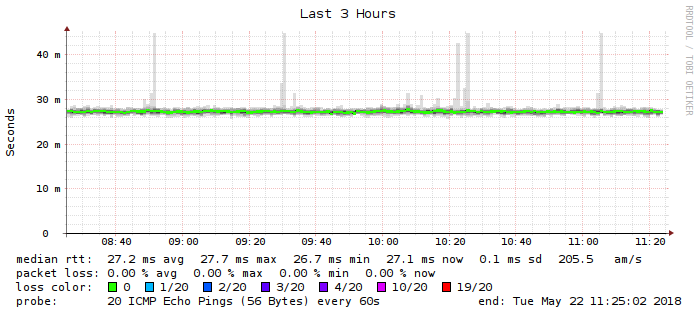 Last 3 Hours
RRDTOOL / TOBI OETIKER
Seconds
40 m
30 m
20 m
10 m
0
08:40 09:00 09:20 09:40 10:00 10:20 10:40 11:00 11:20
median rtt: 27.2 ms avg 27.7 ms max 26.7 ms min 27.1 ms now 0.1 ms sd 205.5 am/s
packet loss: 0.00 % avg 0.00 % max 0.00 % min 0.00 % now
loss color: 0 1/20 2/20 3/20 4/20 10/20 19/20
probe: 20 ICMP Echo Pings (56 Bytes) every 60s end: Tue May 22 11:25:02 2018